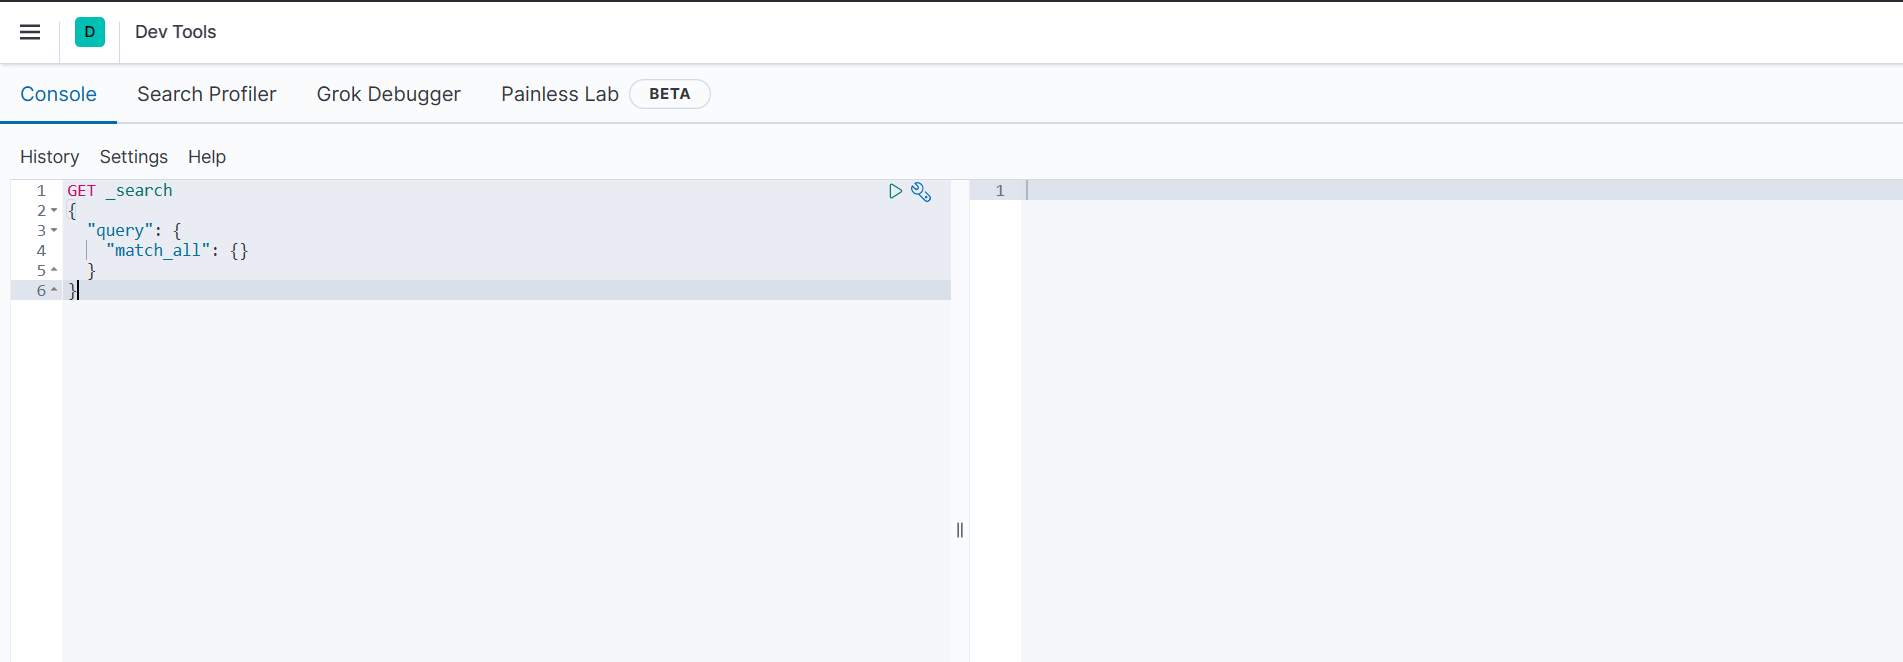 D Dev Tools
Console Search Profiler Grok Debugger Painless Lab BETA
History Settings Help
1 GET _search
2 {
3 "query": {
4 "match_all": {}
5 }
6 }
1